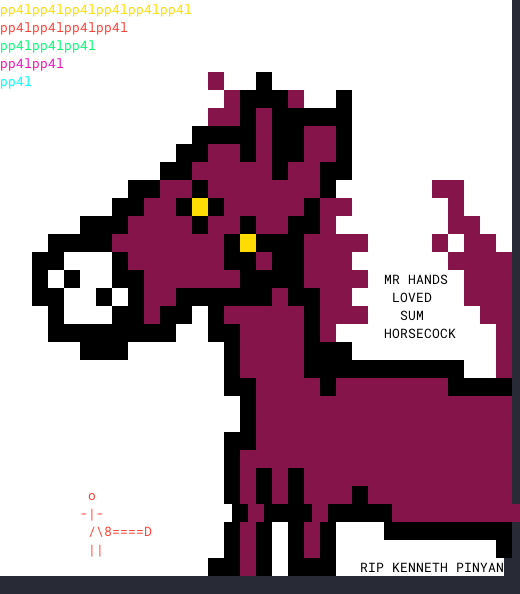 pp4lpp4lpp4lpp4lpp4lpp4l
pp4lpp4lpp4lpp4l
pp4lpp4lpp4l
pp4lpp4l
pp4l
MR HANDS
LOVED
SUM
HORSECOCK
o
-|-
/\8====D
||
RIP KENNETH PINYAN